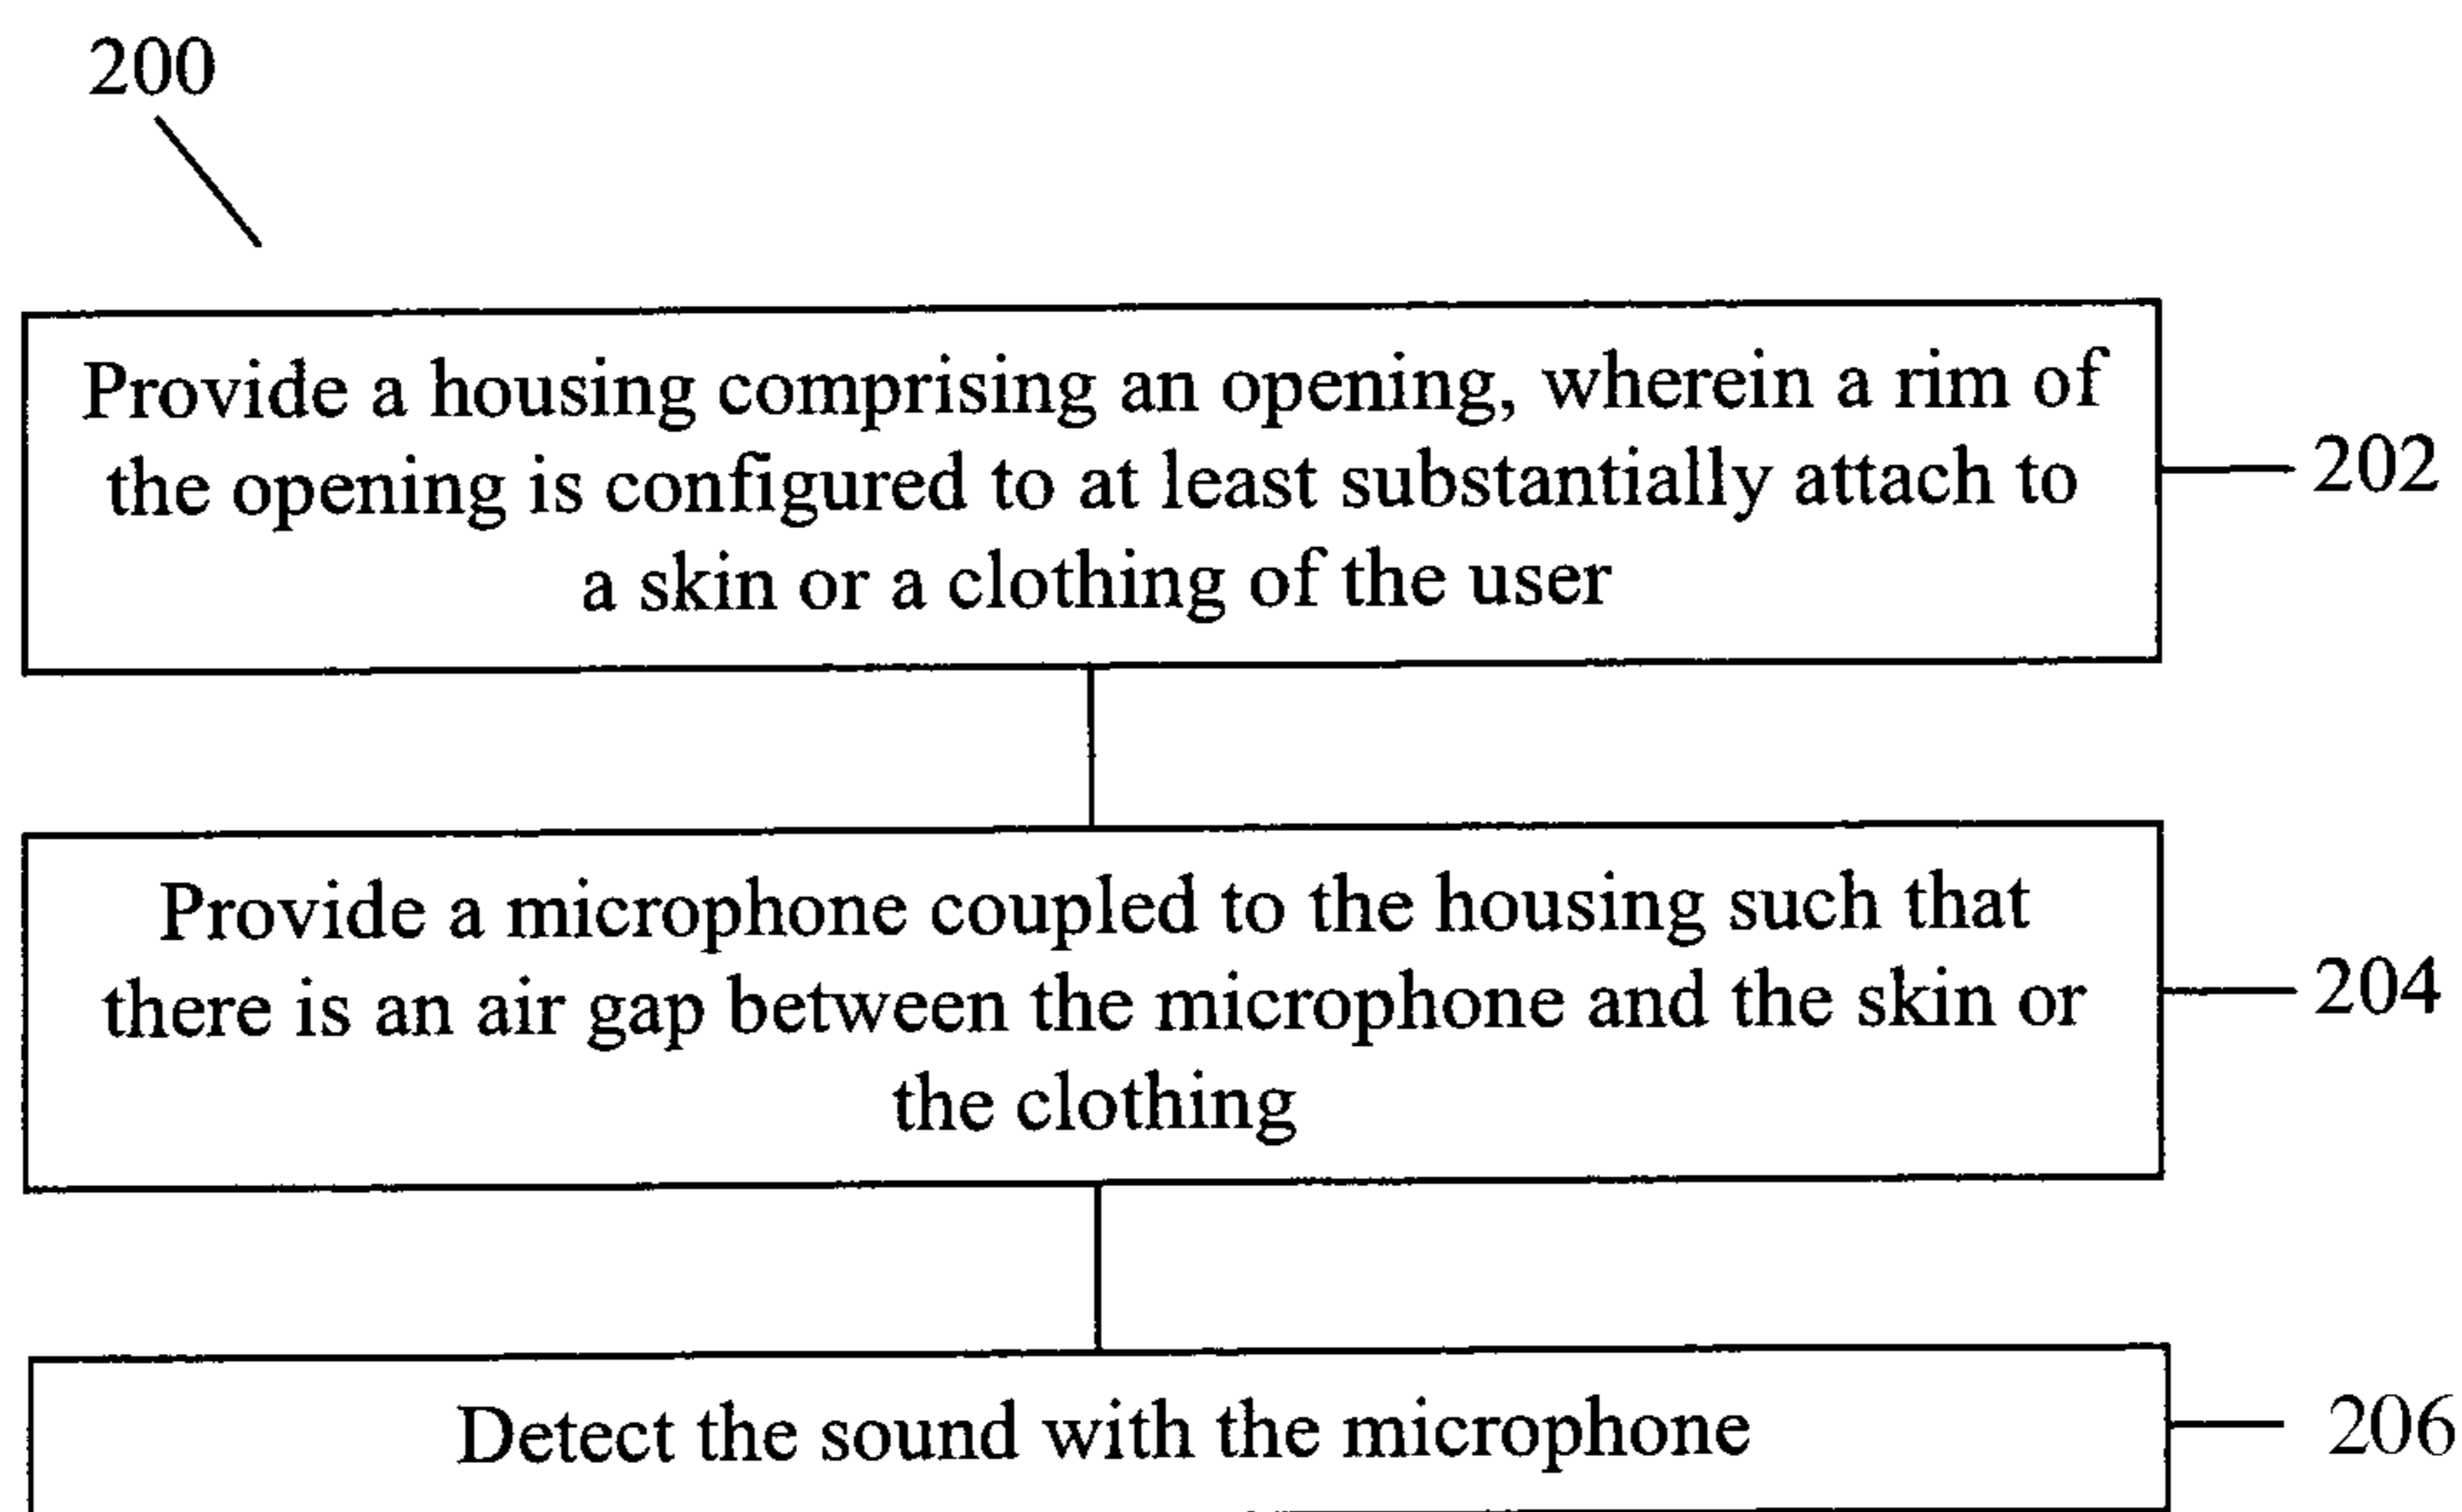 200
Provide a housing comprising an opening, wherein a rim of
the opening is configured to at least substantially attach to
a skin or a clothing of the user
202
Provide a microphone coupled to the housing such that
there is an air gap between the microphone and the skin or
the clothing
204
Detect the sound with the microphone
206